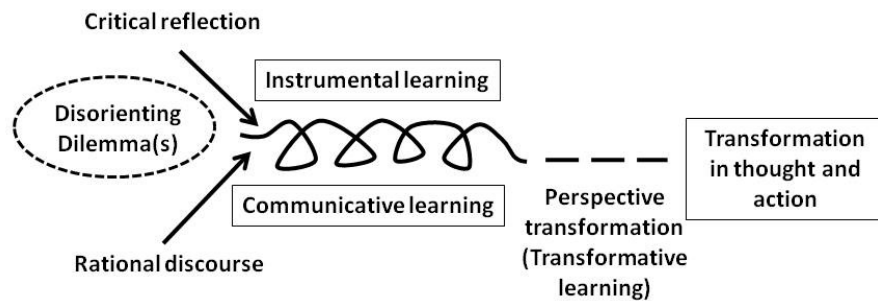 Critical reflection
Disorienting
Dilemma(s)
Instrumental learning
Communicative learning
Rational discourse
Perspective
transformation
(Transformative
learning)
Transformation
in thought and
action